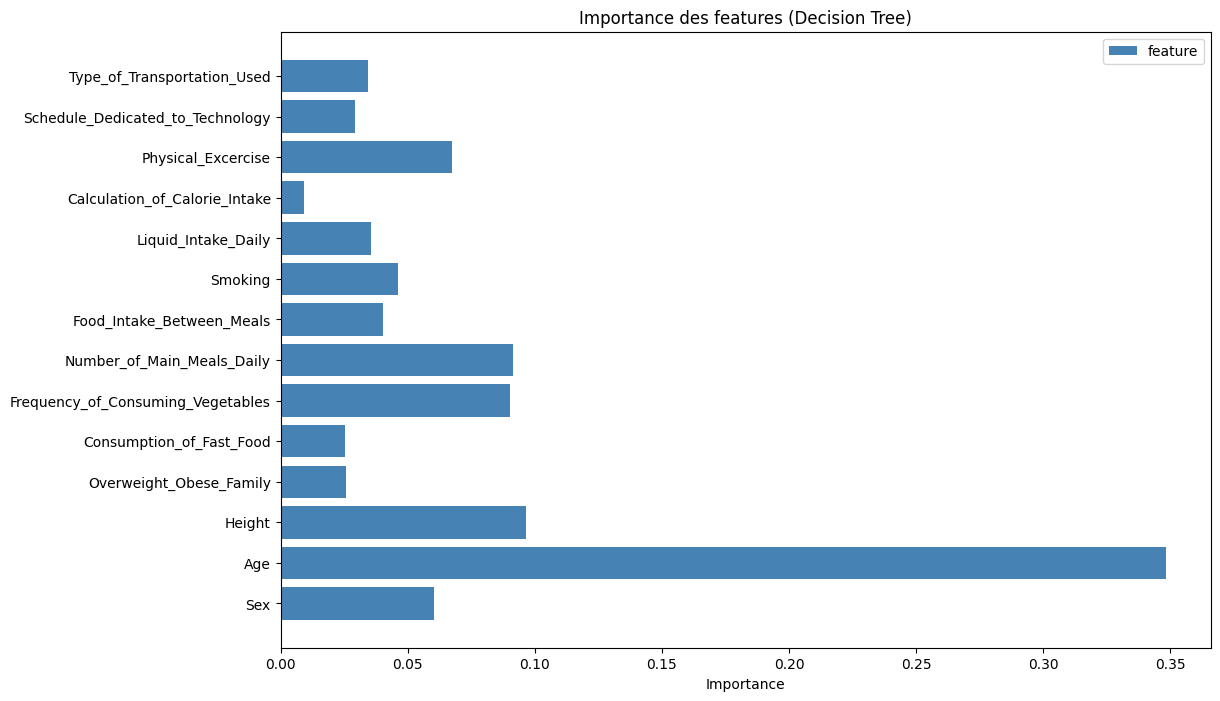 Importance des features (Decision Tree)
feature
Type_of_Transportation_Used
Schedule_Dedicated_to_Technology
Physical_Excercise
Calculation_of_Calorie_Intake
Liquid_Intake_Daily
Smoking
Food_Intake_Between_Meals
Number_of_Main_Meals_Daily
Frequency_of_Consuming_Vegetables
Consumption_of_Fast_Food
Overweight_Obese_Family
Height
Age
Sex
0.00 0.05 0.10 0.15 0.20 0.25 0.30 0.35
Importance